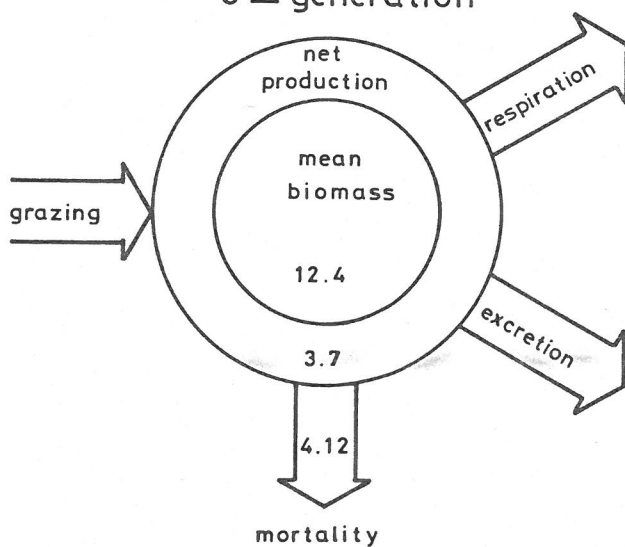 generation
net
production
respiration
mean
biomass
grazing
12.4
excretion
3.7
4.12
mortality